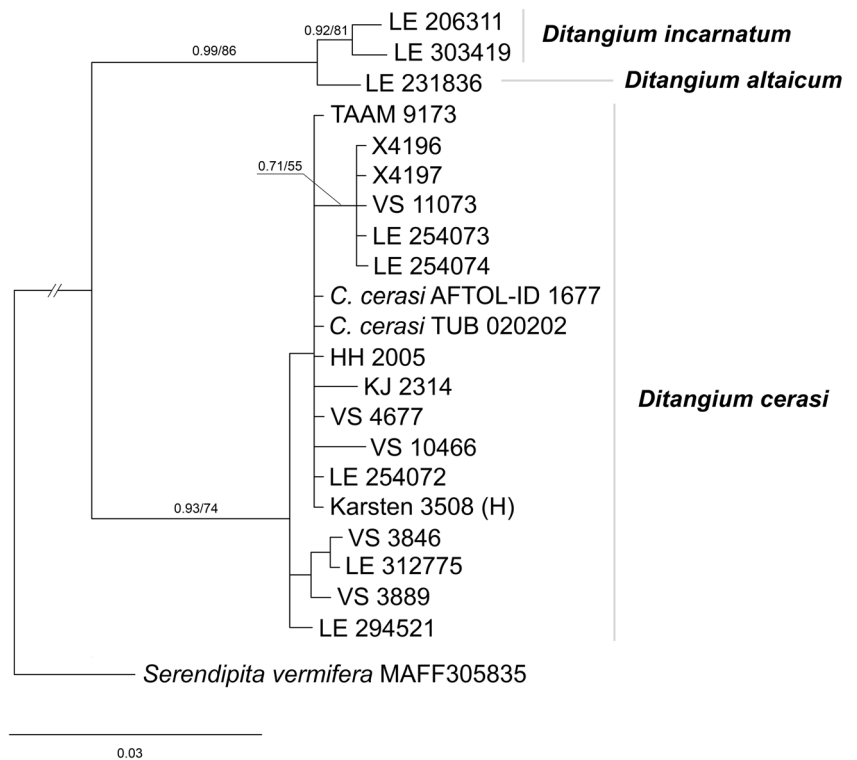 LE 206311
0.92/81
Ditangium incarnatum
0.99/86
LE 303419
LE 231836
Ditangium altaicum
TAAM 9173
X4196
0.71/55
X4197
VS 11073
LE 254073
LE 254074
C. cerasi AFTOL-ID 1677
C. cerasi TUB 020202
HH 2005
KJ 2314
Ditangium cerasi
VS 4677
VS 10466
LE 254072
Karsten 3508 (H)
0.93/74
VS 3846
LE 312775
VS 3889
LE 294521
Serendipita vermifera MAFF305835
0.03